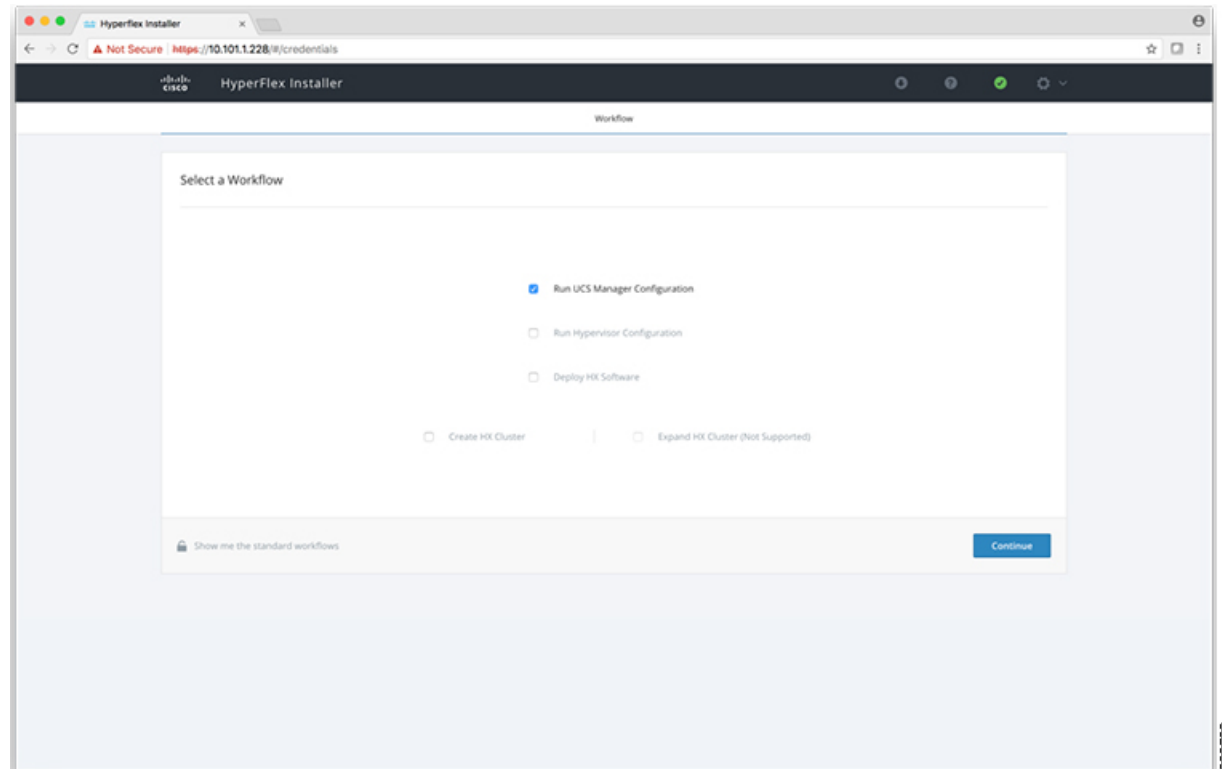 Hyperflex Installer
Not Secure https://10.101.1.228/#/credentials
CISCO HyperFlex Installer
Workflow
Select a Workflow
Run UCS Manager Configuration
Run Hypervisor Configuration
Deploy HX Software
Create HX Cluster Expand HX Cluster (Not Supported)
Show me the standard workflows Continue